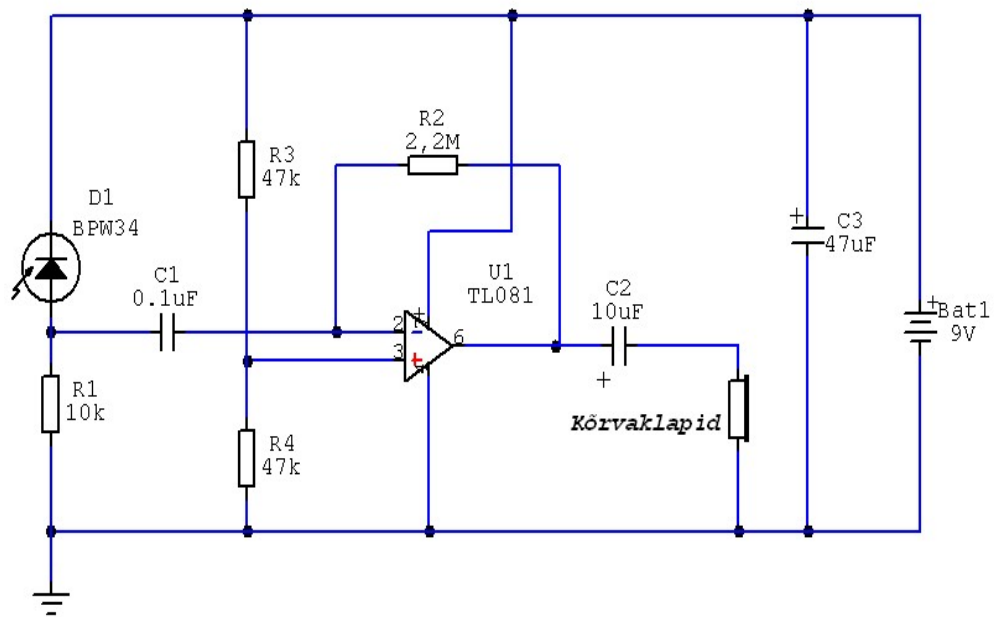 R2
2,2M
R3
47k
D1
BPW34
C3
47uF
C1
0.1uF
U1
TL081
C2
10uF
Bat1
9V
2
3
6
R1
10k
Kõrvaklapid
R4
47k